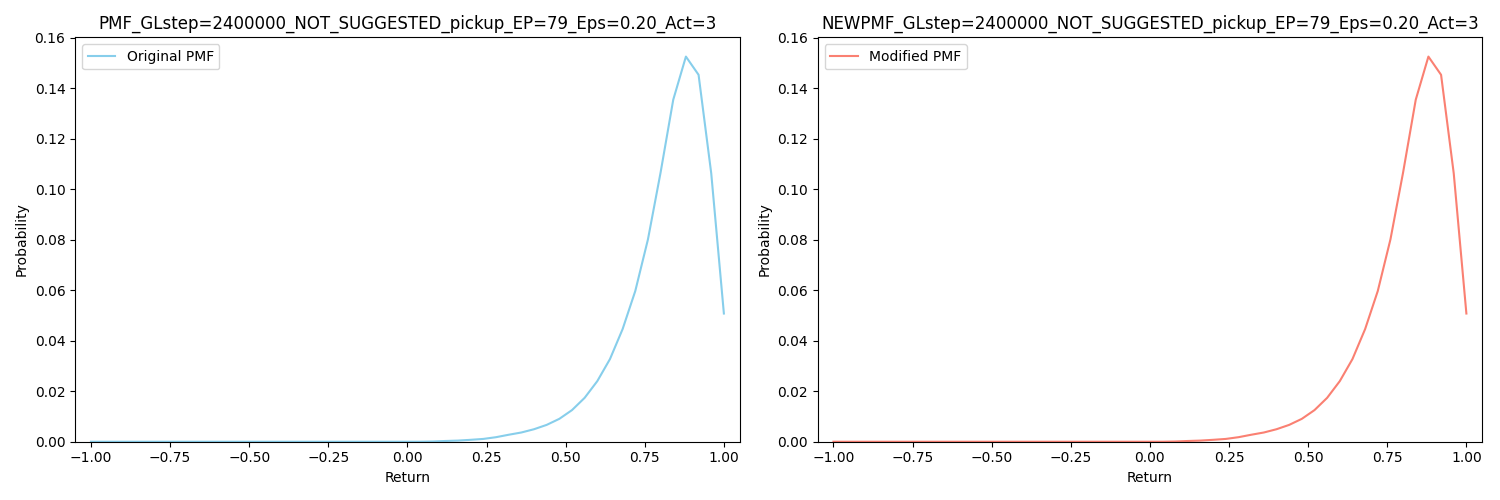 PMF_GLstep=2400000_NOT_SUGGESTED_pickup_EP=79_Eps=0.20_Act=3
Original PMF
0.16
0.14
0.12
0.10
0.08
0.06
0.04
0.02
0.00
Probability
−1.00 −0.75 −0.50 −0.25 0.00 0.25 0.50 0.75 1.00
Return
NEWPMF_GLstep=2400000_NOT_SUGGESTED_pickup_EP=79_Eps=0.20_Act=3
Modified PMF
0.16
0.14
0.12
0.10
0.08
0.06
0.04
0.02
0.00
Probability
−1.00 −0.75 −0.50 −0.25 0.00 0.25 0.50 0.75 1.00
Return